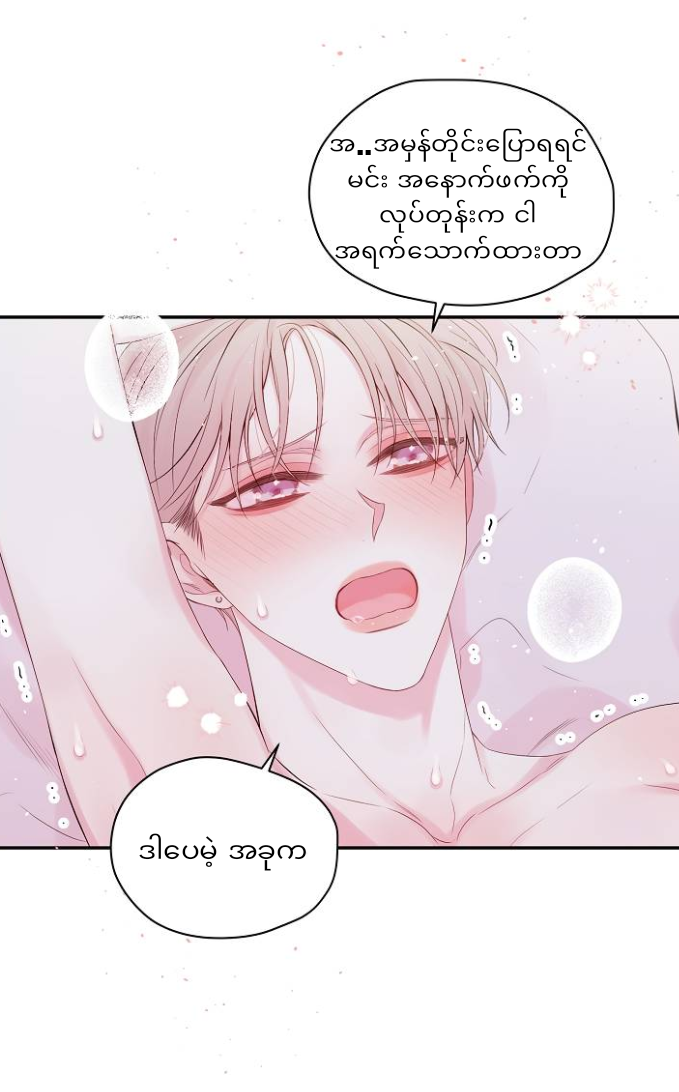 အ..အမှန်တိုင်းပြောရရင်
မင်း အနောက်ဖက်ကို
လုပ်တုန်းက ငါ
အရက်သောက်ထားတာ
ဒါပေမဲ့ အခုက